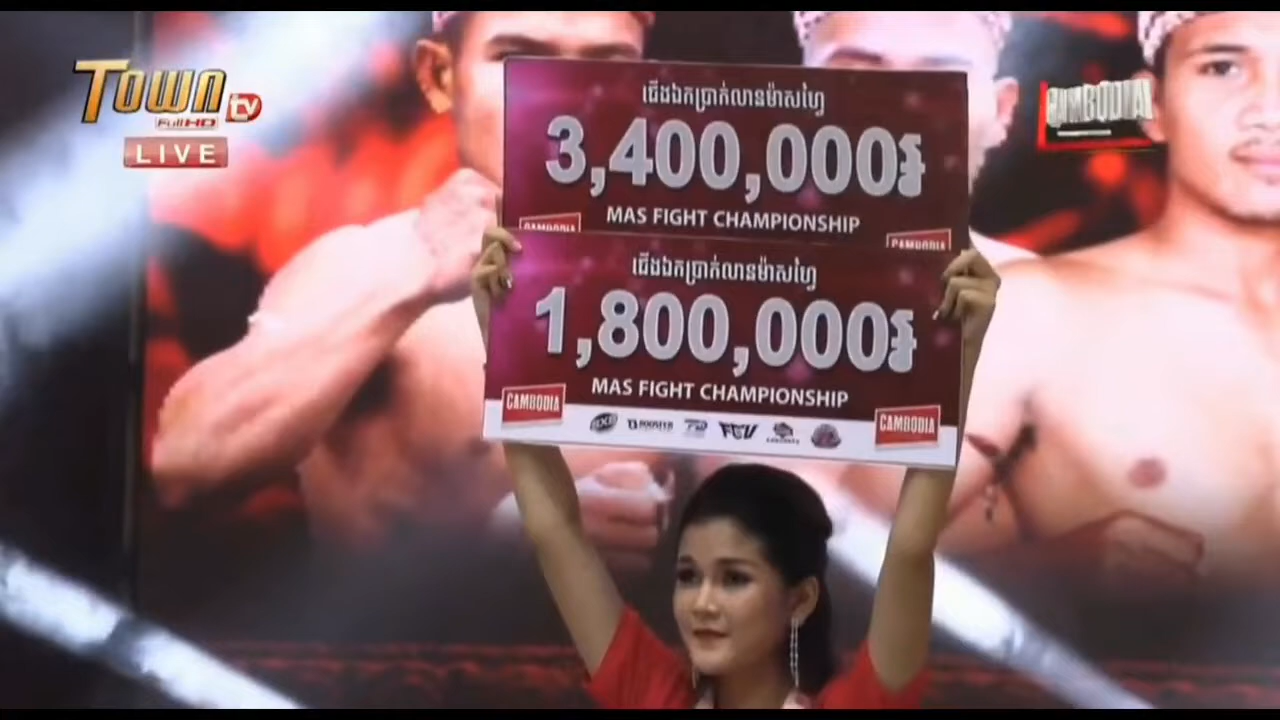 TOWN tv
Full HD
LIVE
CAMBODIA
ជើងឯកប្រាក់លានម៉ាសហ្វៃ
3,400,000៛
MAS FIGHT CHAMPIONSHIP
CAMBODIA CAMBODIA
ជើងឯកប្រាក់លានម៉ាសហ្វៃ
1,800,000៛
MAS FIGHT CHAMPIONSHIP
CAMBODIA CAMBODIA